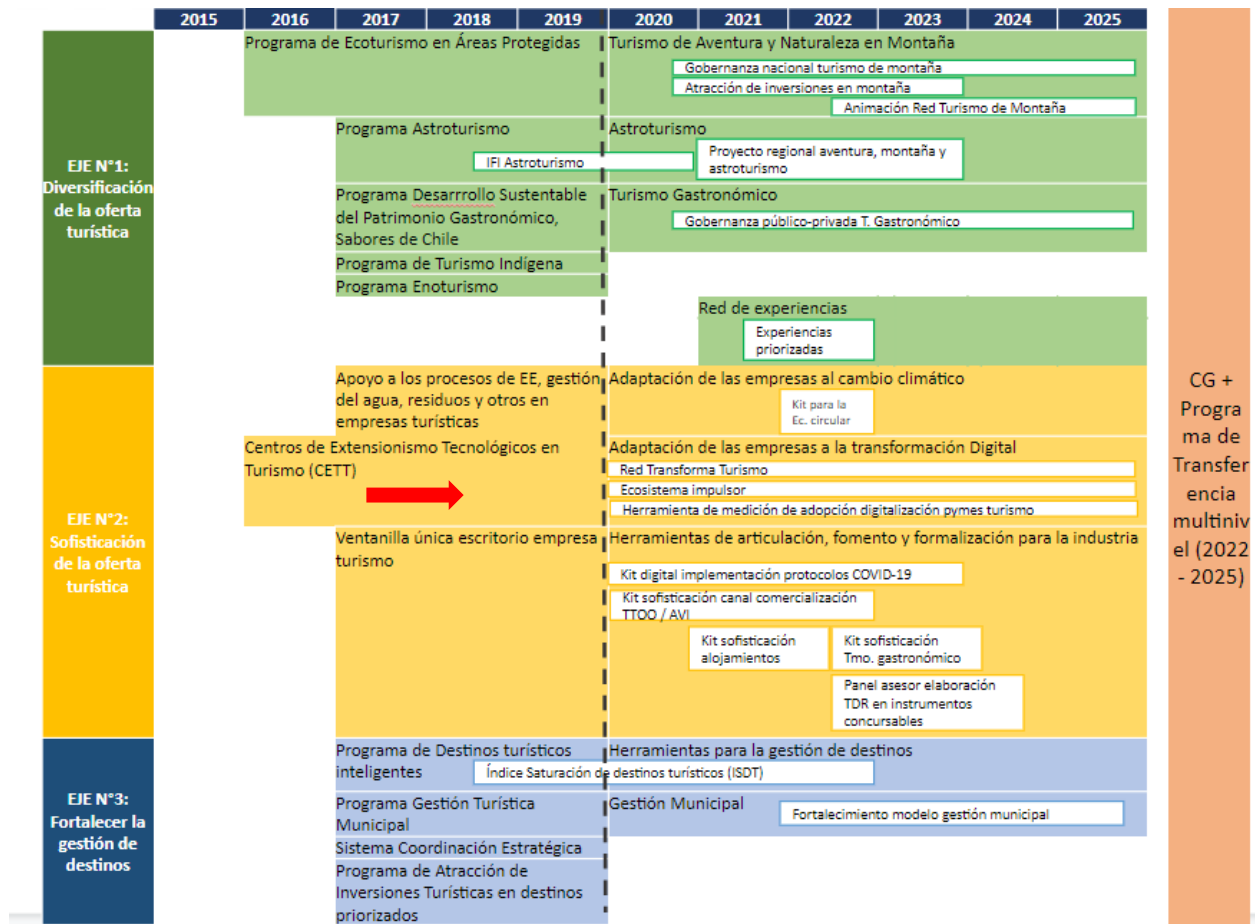 2015 2016 2017 2018 2019 2020 2021 2022 2023 2024 2025
EJE N°1:
Diversificación
de la oferta
turística
Programa de Ecoturismo en Áreas Protegidas
Turismo de Aventura y Naturaleza en Montaña
Gobernanza nacional turismo de montaña
Atracción de inversiones en montaña
Animación Red Turismo de Montaña
Programa Astroturismo
IFI Astroturismo
Astroturismo
Proyecto regional aventura, montaña y
astroturismo
Programa Desarrrollo Sustentable
del Patrimonio Gastronómico,
Sabores de Chile
Turismo Gastronómico
Gobernanza público-privada T. Gastronómico
Programa de Turismo Indígena
Programa Enoturismo
Red de experiencias
Experiencias
priorizadas
EJE N°2:
Sofisticación
de la oferta
turística
Apoyo a los procesos de EE, gestión
del agua, residuos y otros en
empresas turísticas
Adaptación de las empresas al cambio climático
Kit para la
Ec. circular
Centros de Extensionismo Tecnológicos en
Turismo (CETT)
Adaptación de las empresas a la transformación Digital
Red Transforma Turismo
Ecosistema impulsor
Herramienta de medición de adopción digitalización pymes turismo
Ventanilla única escritorio empresa
turismo
Herramientas de articulación, fomento y formalización para la industria
Kit digital implementación protocolos COVID-19
Kit sofisticación canal comercialización
TTOO / AVI
Kit sofisticación
alojamientos
Kit sofisticación
Tmo. gastronómico
Panel asesor elaboración
TDR en instrumentos
concursables
EJE N°3:
Fortalecer la
gestión de
destinos
Programa de Destinos turísticos
inteligentes
Índice Saturación de destinos turísticos (ISDT)
Herramientas para la gestión de destinos
Programa Gestión Turística
Municipal
Gestión Municipal
Fortalecimiento modelo gestión municipal
Sistema Coordinación Estratégica
Programa de Atracción de
Inversiones Turísticas en destinos
priorizados
CG +
Progra
ma de
Transfer
encia
multiniv
el (2022
- 2025)